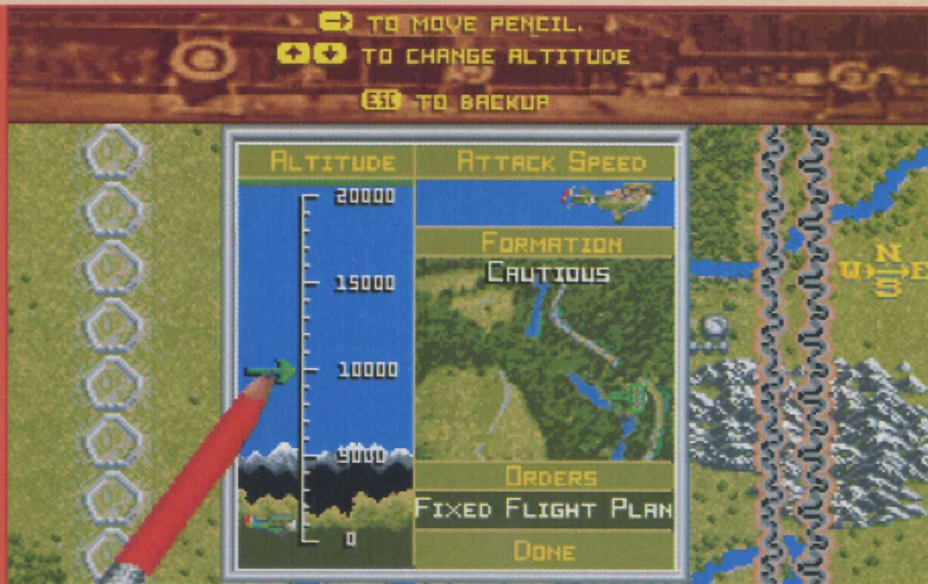 TO MOVE PENCIL.
TO CHANGE ALTITUDE
ESC TO BACKUP
ALTITUDE
ATTACK SPEED
20000
FORMATION
CAUTIOUS
15000
10000
5000
ORDERS
FIXED FLIGHT PLAN
0
DONE
N
W E
S